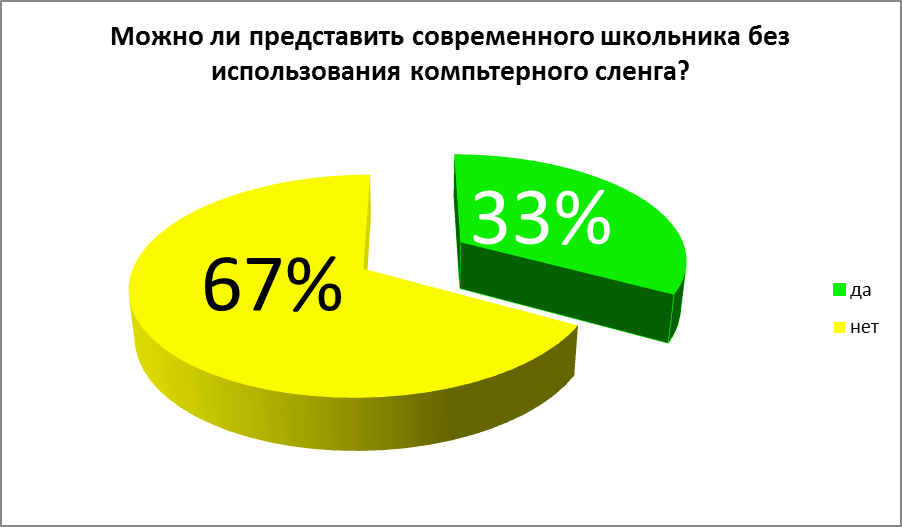 Можно ли представить современного школьника без
использования компьтерного сленга?
33%
67%
да
нет